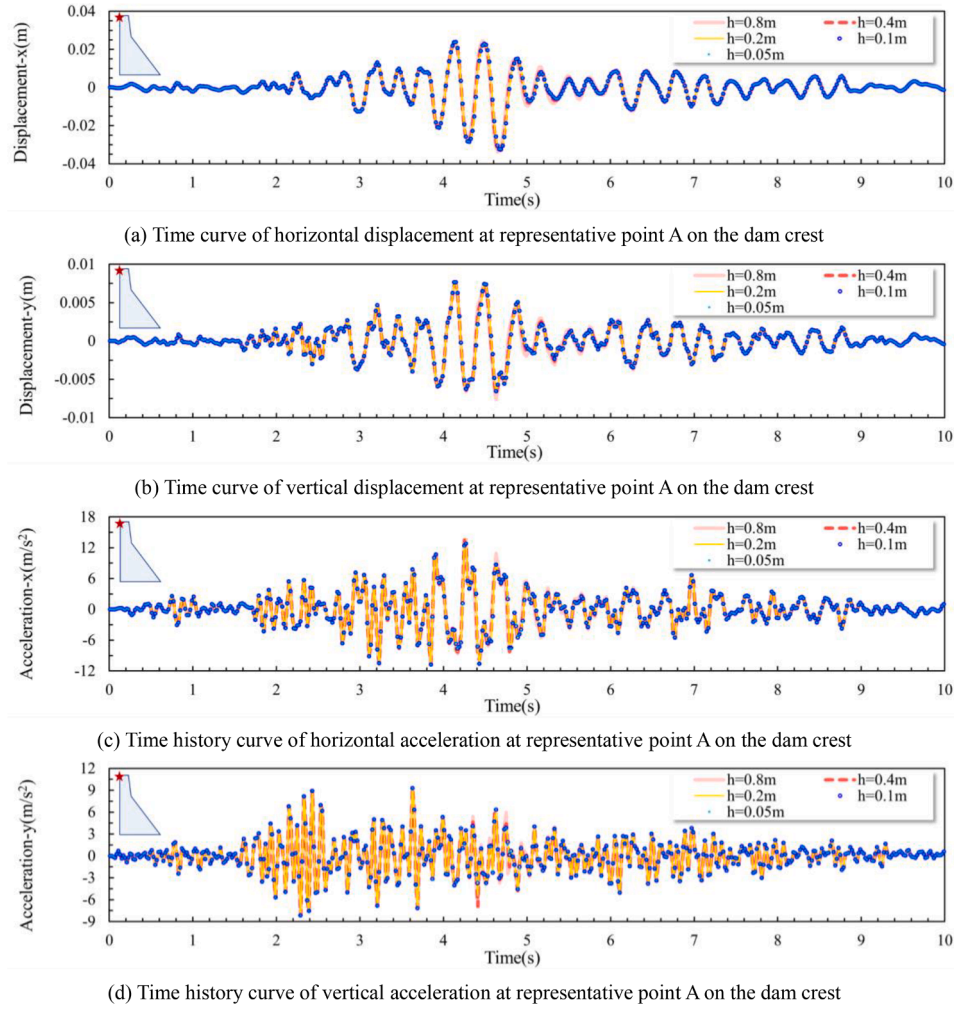 Displacement-x(m)
0.04
0.02
0
-0.02
-0.04
h=0.8m h=0.4m
h=0.2m h=0.1m
h=0.05m
0 1 2 3 4 5 6 7 8 9 10
Time(s)
(a) Time curve of horizontal displacement at representative point A on the dam crest
Displacement-y(m)
0.01
0.005
0
-0.005
-0.01
h=0.8m h=0.4m
h=0.2m h=0.1m
h=0.05m
0 1 2 3 4 5 6 7 8 9 10
Time(s)
(b) Time curve of vertical displacement at representative point A on the dam crest
Acceleration-x(m/s²)
18
12
6
0
-6
-12
h=0.8m h=0.4m
h=0.2m h=0.1m
h=0.05m
0 1 2 3 4 5 6 7 8 9 10
Time(s)
(c) Time history curve of horizontal acceleration at representative point A on the dam crest
Acceleration-y(m/s²)
12
9
6
3
0
-3
-6
-9
h=0.8m h=0.4m
h=0.2m h=0.1m
h=0.05m
0 1 2 3 4 5 6 7 8 9 10
Time(s)
(d) Time history curve of vertical acceleration at representative point A on the dam crest